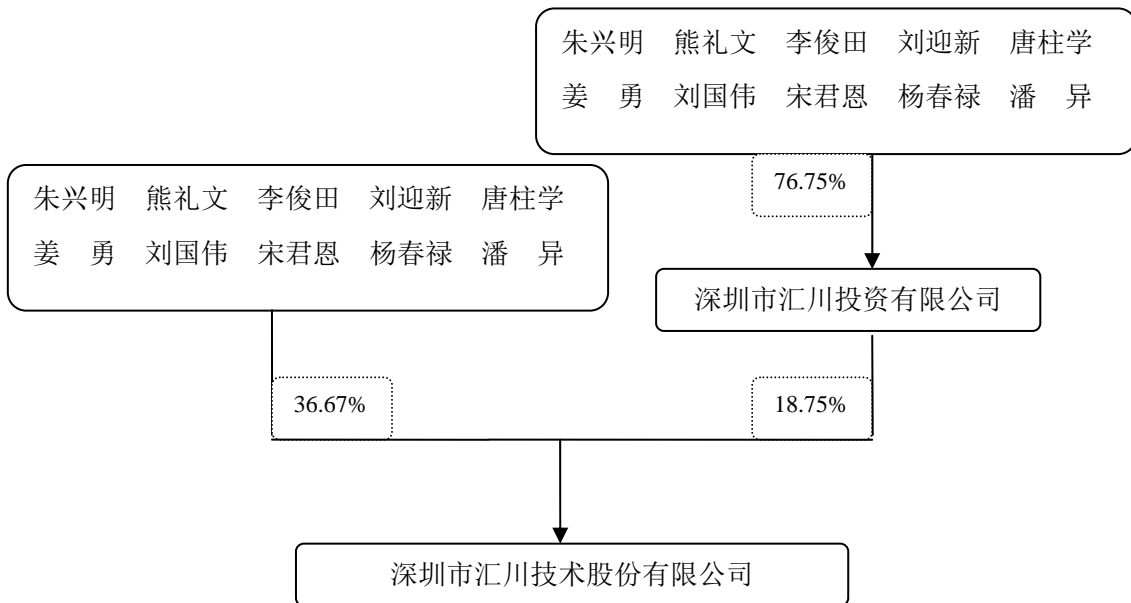 朱兴明 熊礼文 李俊田 刘迎新 唐柱学
姜 勇 刘国伟 宋君恩 杨春禄 潘 异
76.75%
朱兴明 熊礼文 李俊田 刘迎新 唐柱学
姜 勇 刘国伟 宋君恩 杨春禄 潘 异
深圳市汇川投资有限公司
36.67%
18.75%
深圳市汇川技术股份有限公司